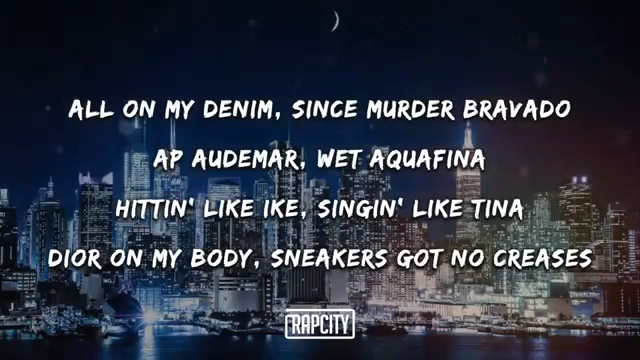 ALL ON MY DENIM, SINCE MURDER BRAVADO
AP AUDEMAR, WET AQUAFINA
HITTIN' LIKE IKE, SINGIN' LIKE TINA
DIOR ON MY BODY, SNEAKERS GOT NO CREASES
RAPCITY